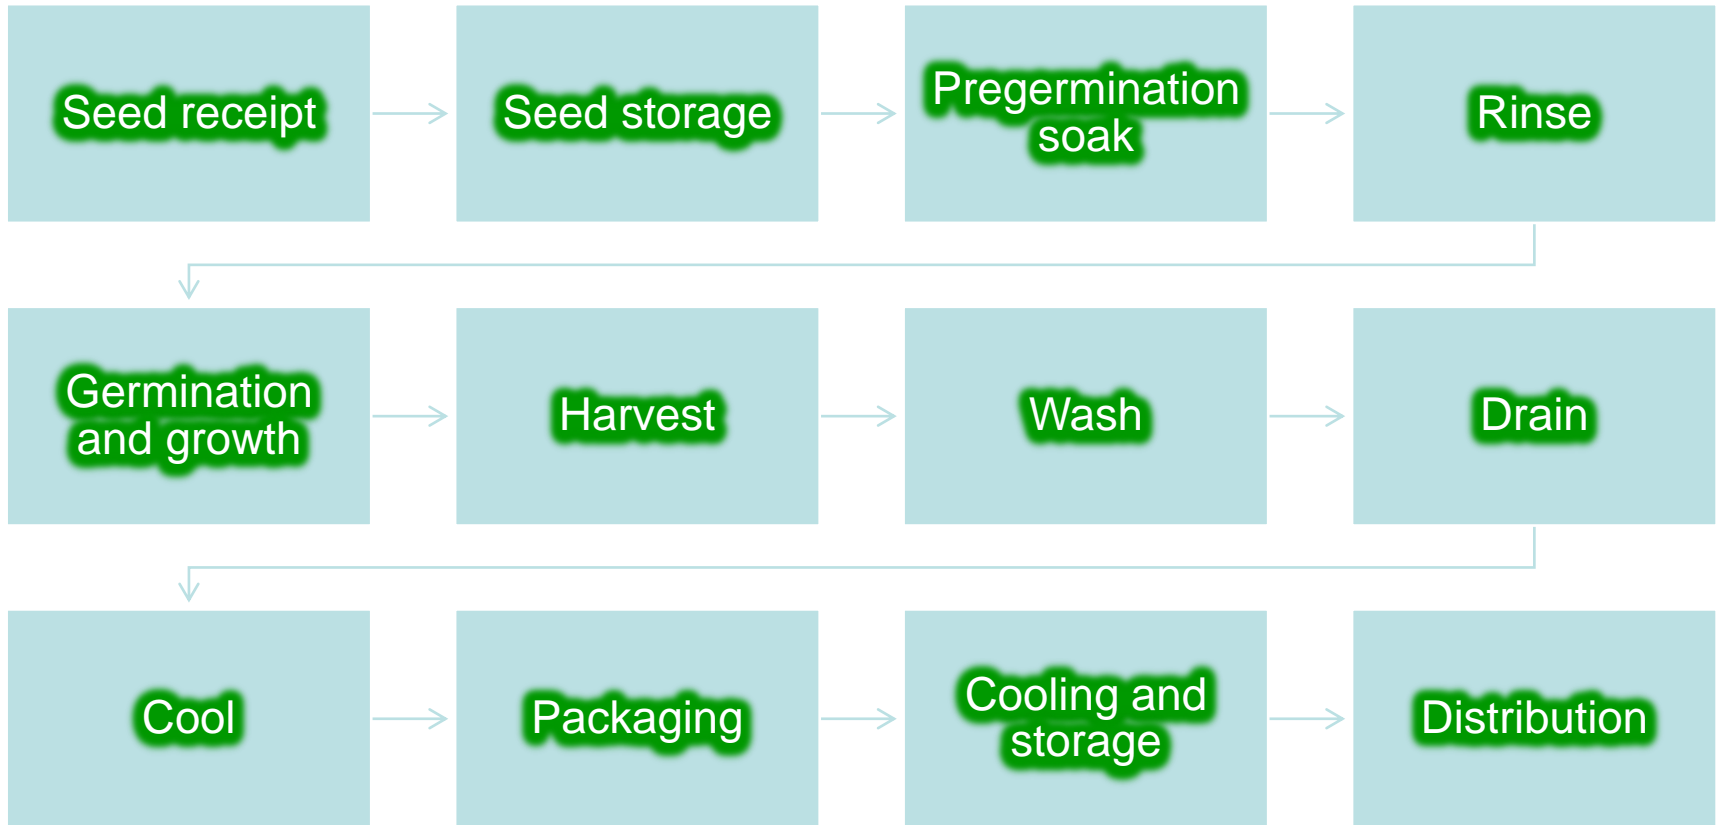 Seed receipt
Seed storage
Pregermination
soak
Rinse
Germination
and growth
Harvest
Wash
Drain
Cool
Packaging
Cooling and
storage
Distribution